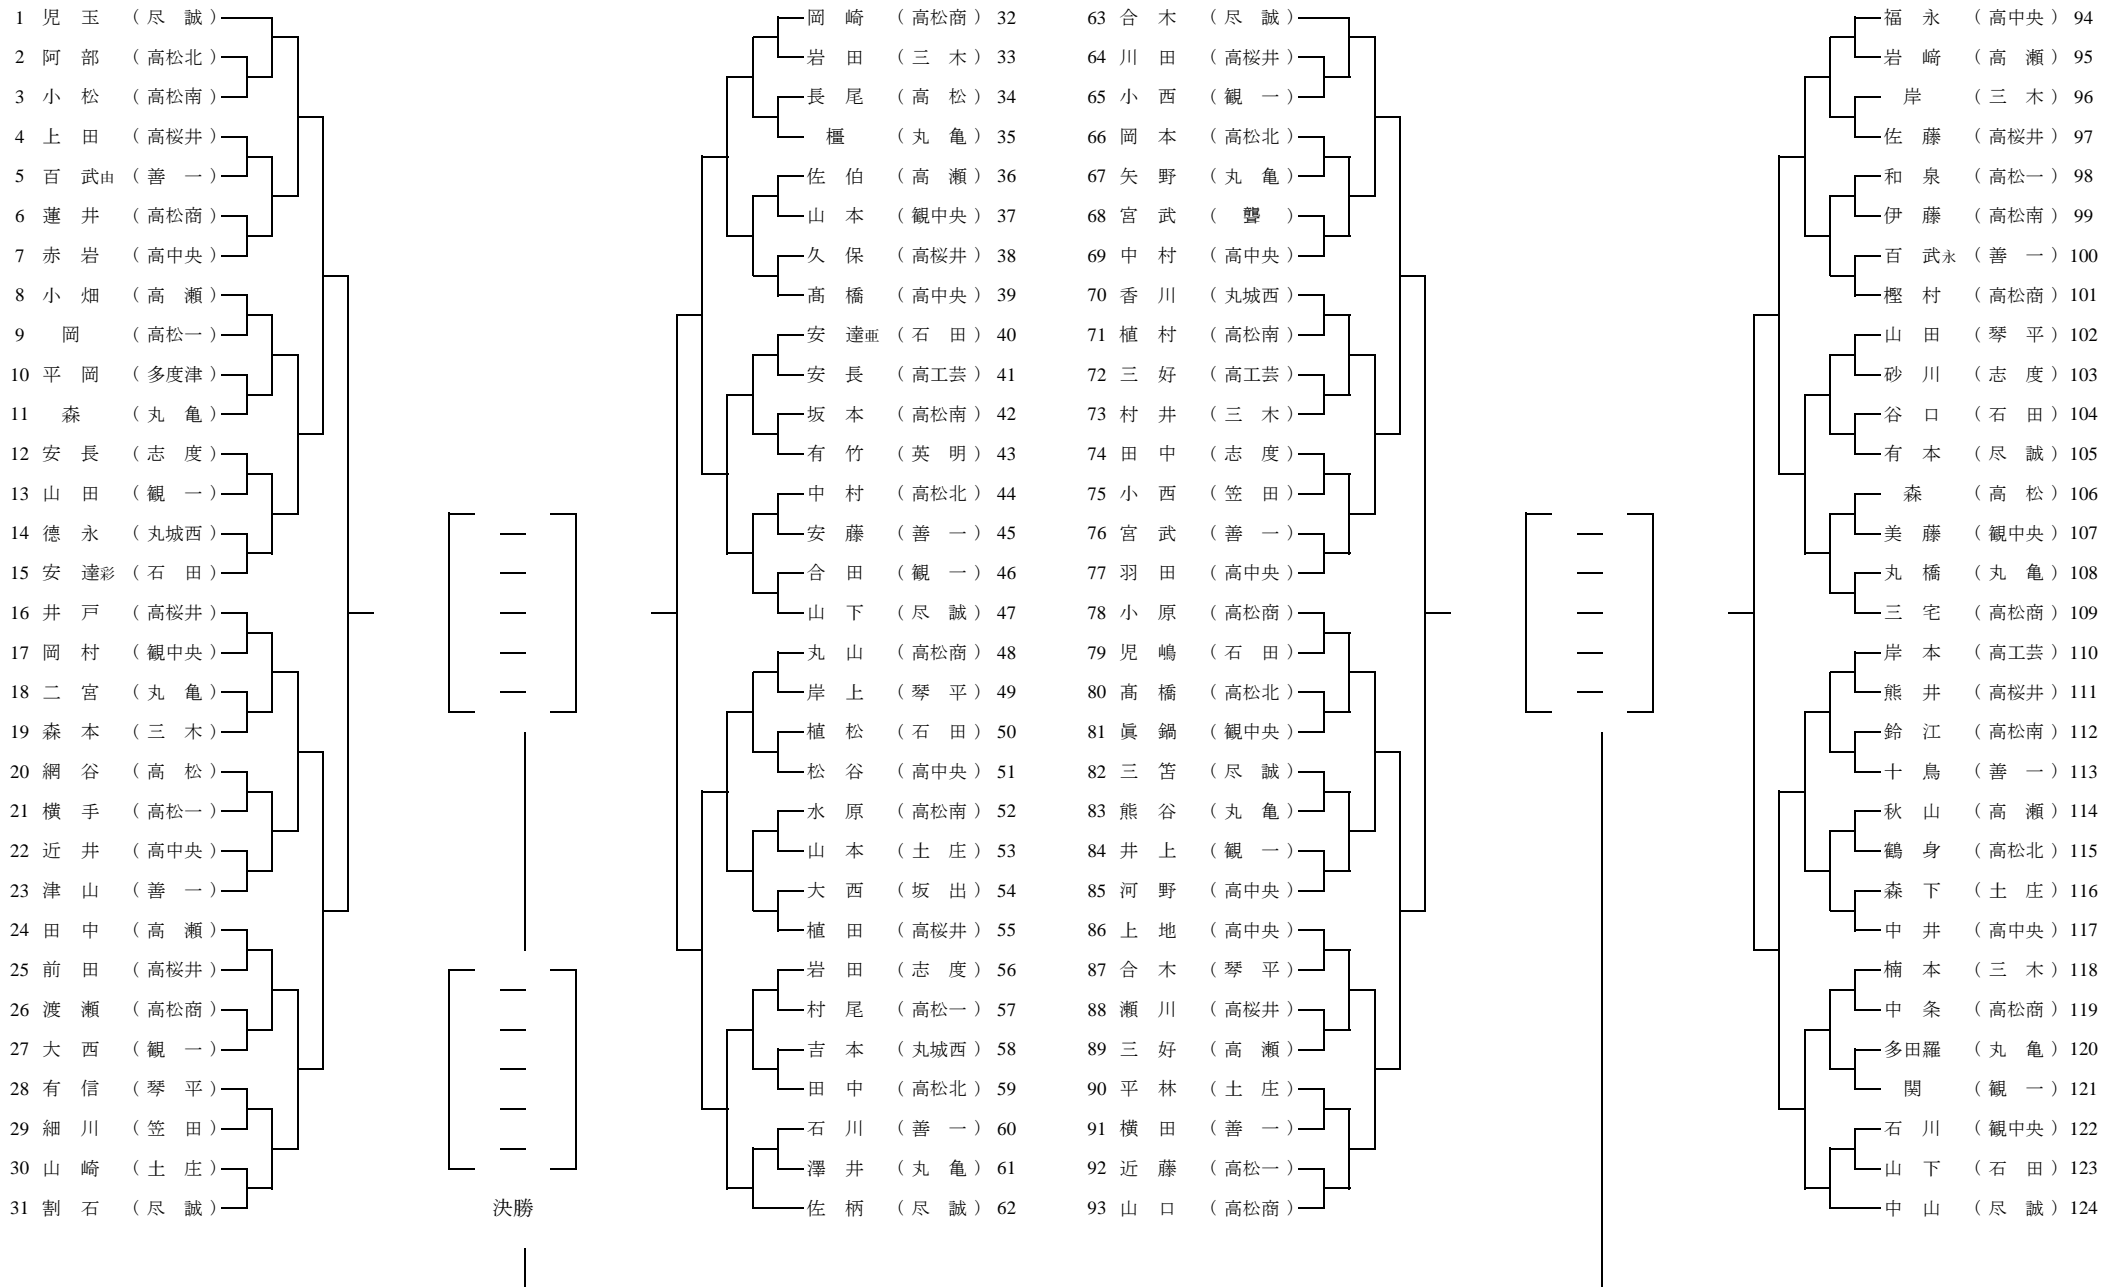 1 児 玉 （ 尽 誠 ）
2 阿 部 （ 高松北 ）
3 小 松 （ 高松南 ）
4 上 田 （ 高桜井 ）
5 百 武由 （ 善 一 ）
6 蓮 井 （ 高松商 ）
7 赤 岩 （ 高中央 ）
8 小 畑 （ 高 瀬 ）
9 岡 （ 高松一 ）
10 平 岡 （ 多度津 ）
11 森 （ 丸 亀 ）
12 安 長 （ 志 度 ）
13 山 田 （ 観 一 ）
14 德 永 （ 丸城西 ）
15 安 達彩 （ 石 田 ）
16 井 戸 （ 高桜井 ）
17 岡 村 （ 観中央 ）
18 二 宮 （ 丸 亀 ）
19 森 本 （ 三 木 ）
20 網 谷 （ 高 松 ）
21 横 手 （ 高松一 ）
22 近 井 （ 高中央 ）
23 津 山 （ 善 一 ）
24 田 中 （ 高 瀬 ）
25 前 田 （ 高桜井 ）
26 渡 瀬 （ 高松商 ）
27 大 西 （ 観 一 ）
28 有 信 （ 琴 平 ）
29 細 川 （ 笠 田 ）
30 山 崎 （ 土 庄 ）
31 割 石 （ 尽 誠 ）
決勝
岡 崎 （ 高松商 ） 32
岩 田 （ 三 木 ） 33
長 尾 （ 高 松 ） 34
橿 （ 丸 亀 ） 35
佐 伯 （ 高 瀬 ） 36
山 本 （ 観中央 ） 37
久 保 （ 高桜井 ） 38
髙 橋 （ 高中央 ） 39
安 達亜 （ 石 田 ） 40
安 長 （ 高工芸 ） 41
坂 本 （ 高松南 ） 42
有 竹 （ 英 明 ） 43
中 村 （ 高松北 ） 44
安 藤 （ 善 一 ） 45
合 田 （ 観 一 ） 46
山 下 （ 尽 誠 ） 47
丸 山 （ 高松商 ） 48
岸 上 （ 琴 平 ） 49
植 松 （ 石 田 ） 50
松 谷 （ 高中央 ） 51
水 原 （ 高松南 ） 52
山 本 （ 土 庄 ） 53
大 西 （ 坂 出 ） 54
植 田 （ 高桜井 ） 55
岩 田 （ 志 度 ） 56
村 尾 （ 高松一 ） 57
吉 本 （ 丸城西 ） 58
田 中 （ 高松北 ） 59
石 川 （ 善 一 ） 60
澤 井 （ 丸 亀 ） 61
佐 柄 （ 尽 誠 ） 62
63 合 木 （ 尽 誠 ）
64 川 田 （ 高桜井 ）
65 小 西 （ 観 一 ）
66 岡 本 （ 高松北 ）
67 矢 野 （ 丸 亀 ）
68 宮 武 （ 聾 ）
69 中 村 （ 高中央 ）
70 香 川 （ 丸城西 ）
71 植 村 （ 高松南 ）
72 三 好 （ 高工芸 ）
73 村 井 （ 三 木 ）
74 田 中 （ 志 度 ）
75 小 西 （ 笠 田 ）
76 宮 武 （ 善 一 ）
77 羽 田 （ 高中央 ）
78 小 原 （ 高松商 ）
79 児 嶋 （ 石 田 ）
80 髙 橋 （ 高松北 ）
81 眞 鍋 （ 観中央 ）
82 三 笘 （ 尽 誠 ）
83 熊 谷 （ 丸 亀 ）
84 井 上 （ 観 一 ）
85 河 野 （ 高中央 ）
86 上 地 （ 高中央 ）
87 合 木 （ 琴 平 ）
88 瀬 川 （ 高桜井 ）
89 三 好 （ 高 瀬 ）
90 平 林 （ 土 庄 ）
91 横 田 （ 善 一 ）
92 近 藤 （ 高松一 ）
93 山 口 （ 高松商 ）
福 永 （ 高中央 ） 94
岩 﨑 （ 高 瀬 ） 95
岸 （ 三 木 ） 96
佐 藤 （ 高桜井 ） 97
和 泉 （ 高松一 ） 98
伊 藤 （ 高松南 ） 99
百 武永 （ 善 一 ） 100
樫 村 （ 高松商 ） 101
山 田 （ 琴 平 ） 102
砂 川 （ 志 度 ） 103
谷 口 （ 石 田 ） 104
有 本 （ 尽 誠 ） 105
森 （ 高 松 ） 106
美 藤 （ 観中央 ） 107
丸 橋 （ 丸 亀 ） 108
三 宅 （ 高松商 ） 109
岸 本 （ 高工芸 ） 110
熊 井 （ 高桜井 ） 111
鈴 江 （ 高松南 ） 112
十 鳥 （ 善 一 ） 113
秋 山 （ 高 瀬 ） 114
鶴 身 （ 高松北 ） 115
森 下 （ 土 庄 ） 116
中 井 （ 高中央 ） 117
楠 本 （ 三 木 ） 118
中 条 （ 高松商 ） 119
多田羅 （ 丸 亀 ） 120
関 （ 観 一 ） 121
石 川 （ 観中央 ） 122
山 下 （ 石 田 ） 123
中 山 （ 尽 誠 ） 124